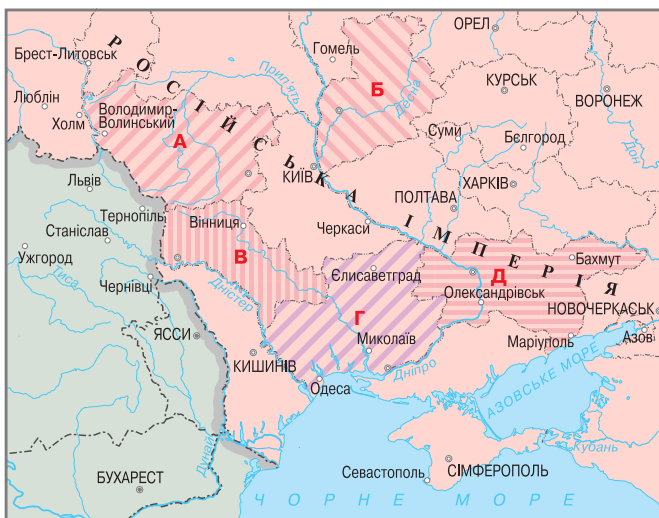 ОРЕЛ
Гомель
Брест-Литовськ
РОСІЙСЬКА ІМПЕРІЯ
Прип'ять
КУРСЬК
Б
Десна
ВОРОНЕЖ
Люблін
Володимир-
Волинський
Холм
А
Суми
Бєлгород
Дон
КИЇВ
ХАРКІВ
Львів
ПОЛТАВА
Тернопіль
Вінниця
Черкаси
Станіслав
Ужгород
В
Бахмут
Єлисаветград
Д
Тиса
Чернівці
Дністер
Олександрівськ
НОВОЧЕРКАСЬК
Г
ЯССИ
Миколаїв
Маріуполь
Азов
КИШИНІВ
Дніпро
Одеса
АЗОВСЬКЕ МОРЕ
Кубань
Дунай
БУХАРЕСТ
Севастополь
СІМФЕРОПОЛЬ
ЧОРНЕ МОРЕ